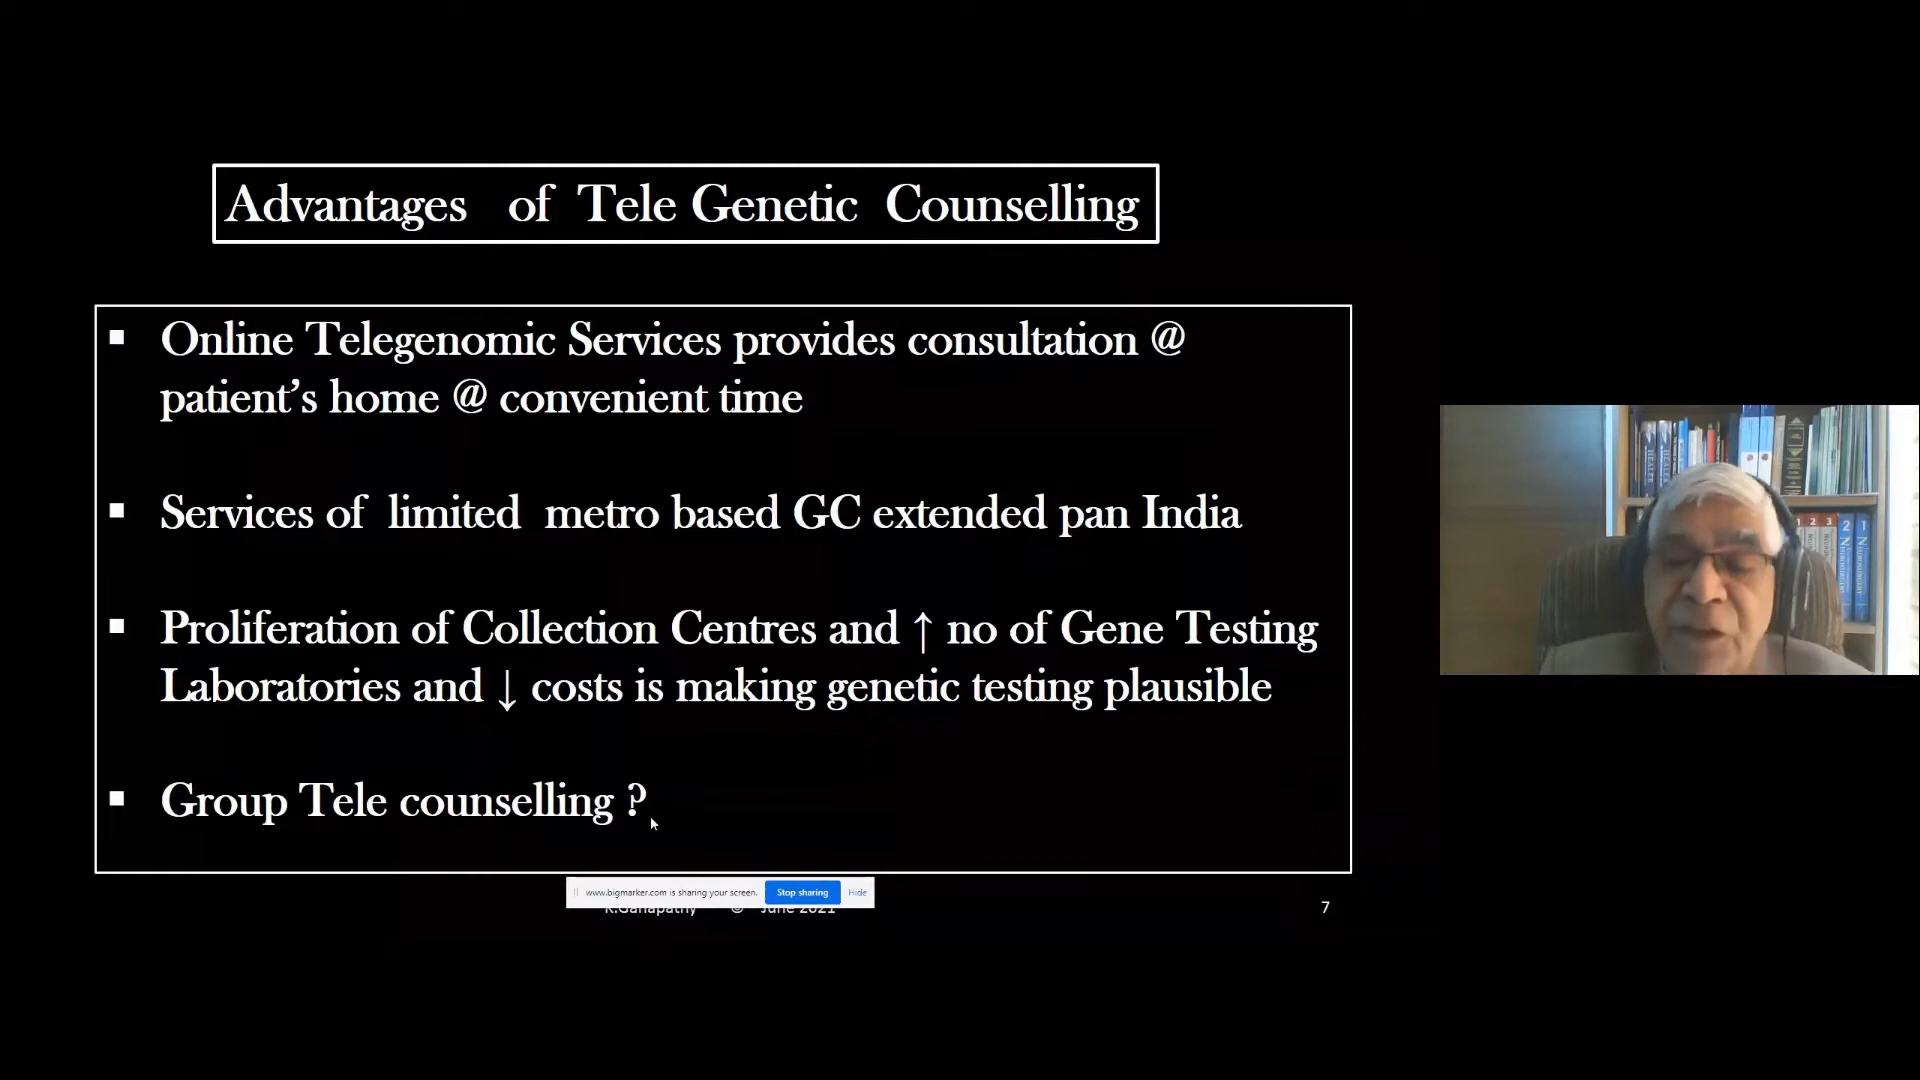 Advantages of Tele Genetic Counselling
▪ Online Telegenomic Services provides consultation @
patient's home @ convenient time
▪ Services of limited metro based GC extended pan India
▪ Proliferation of Collection Centres and ↑ no of Gene Testing
Laboratories and ↓ costs is making genetic testing plausible
▪ Group Tele counselling ?
www.bigmarker.com is sharing your screen. Stop sharing Hide
K.Ganapathy © June 2021 7